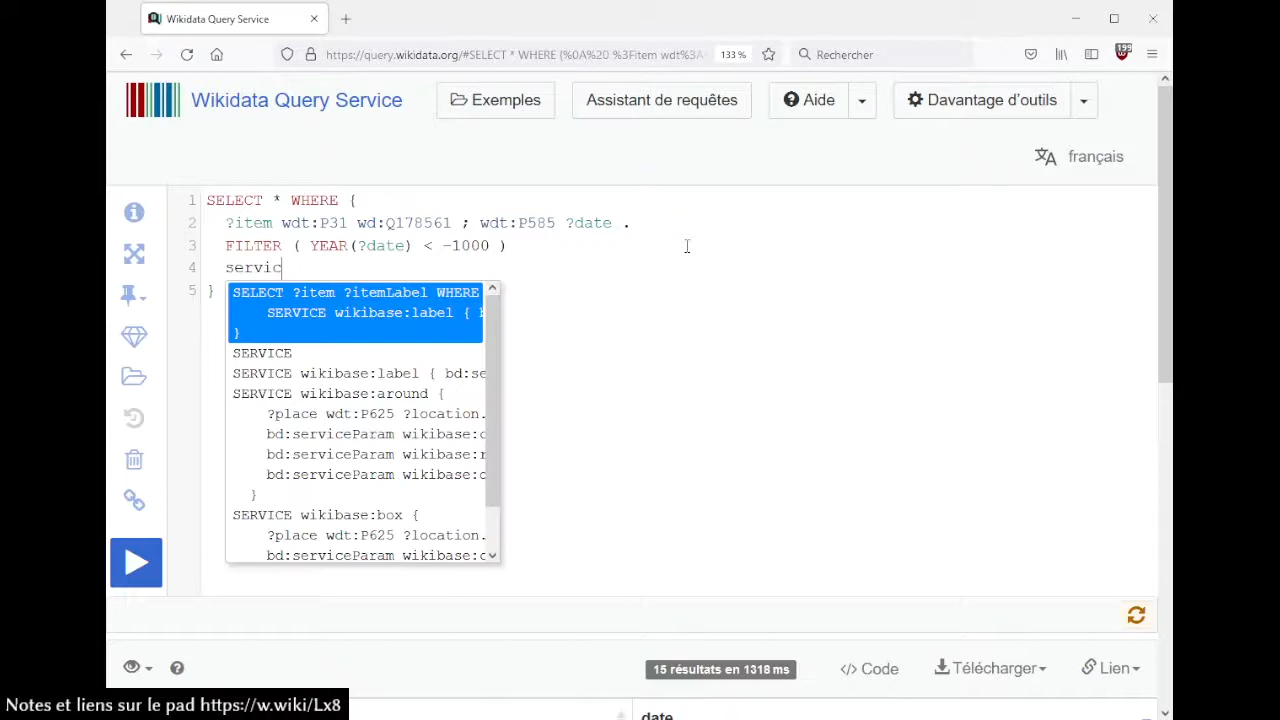 Wikidata Query Service
https://query.wikidata.org/#SELECT * WHERE {%0A%20 %3Fitem wdt%3A
133 %
Rechercher
199
Wikidata Query Service
Exemples
Assistant de requêtes
Aide
Davantage d’outils
français
1 SELECT * WHERE {
2 ?item wdt:P31 wd:Q178561 ; wdt:P585 ?date .
3 FILTER ( YEAR(?date) < -1000 )
4 servic
5 }
SELECT ?item ?itemLabel WHERE
SERVICE wikibase:label { b
}
SERVICE
SERVICE wikibase:label { bd:se
SERVICE wikibase:around {
?place wdt:P625 ?location.
bd:serviceParam wikibase:c
bd:serviceParam wikibase:r
bd:serviceParam wikibase:c
}
SERVICE wikibase:box {
?place wdt:P625 ?location.
bd:serviceParam wikibase:c
15 résultats en 1318 ms
</> Code
Télécharger
Lien
Notes et liens sur le pad https://w.wiki/Lx8
date